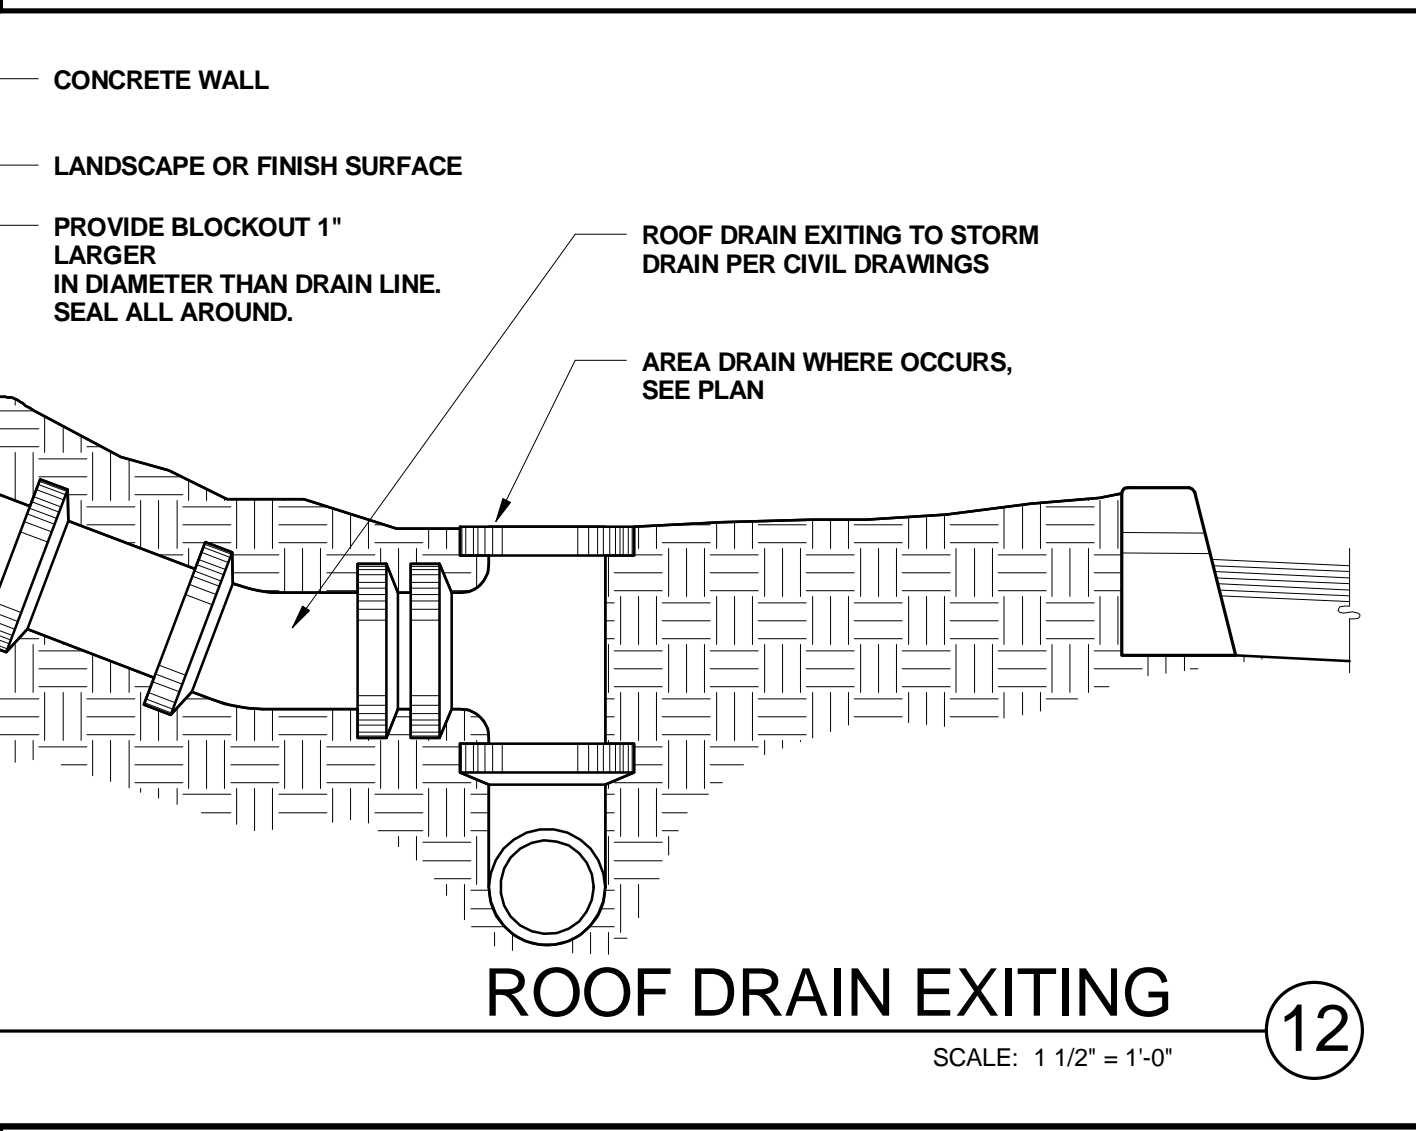 CONCRETE WALL
LANDSCAPE OR FINISH SURFACE
PROVIDE BLOCKOUT 1"
LARGER
IN DIAMETER THAN DRAIN LINE.
SEAL ALL AROUND.
ROOF DRAIN EXITING TO STORM
DRAIN PER CIVIL DRAWINGS
AREA DRAIN WHERE OCCURS,
SEE PLAN
ROOF DRAIN EXITING
12
SCALE: 1 1/2" = 1'-0"